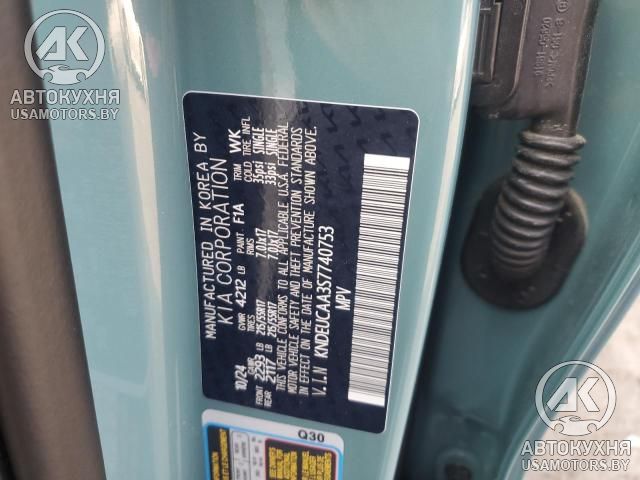 AK
АВТОКУХНЯ
USAMOTORS.BY
MANUFACTURED IN KOREA BY
KIA CORPORATION
10/24 GVWR 4212 LB PAINT F1A TRIM WK
GAWR TIRES RIMS COLD TIRE INFL
FRONT 2293 LB 215/55R17 7.0Jx17 35psi SINGLE
REAR 2117 LB 215/55R17 7.0Jx17 33psi SINGLE
THIS VEHICLE CONFORMS TO ALL APPLICABLE U.S.A. FEDERAL
MOTOR VEHICLE SAFETY AND THEFT PREVENTION STANDARDS
IN EFFECT ON THE DATE OF MANUFACTURE SHOWN ABOVE.
V.I.N KNDEUCAA3S7740753
MPV
Q30
AK
АВТОКУХНЯ
USAMOTORS.BY